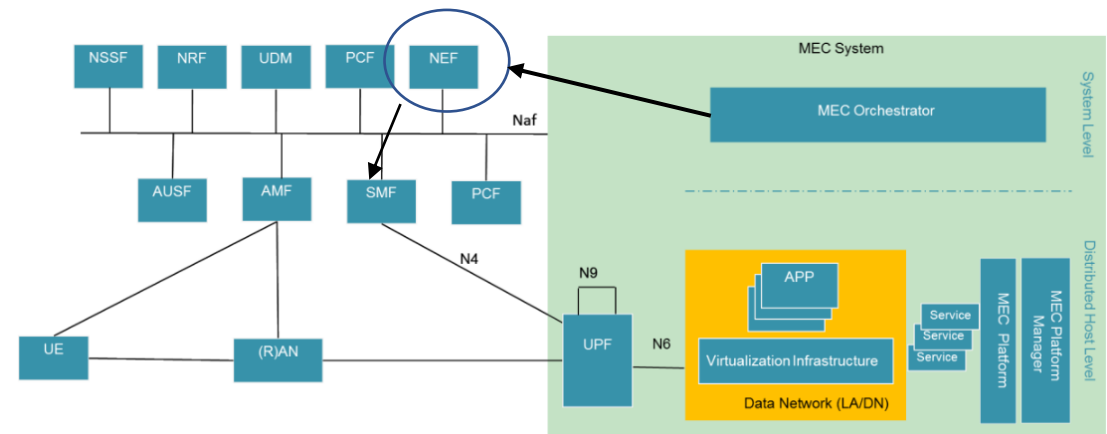 MEC System
NSSF
NRF
UDM
PCF
NEF
System Level
MEC Orchestrator
Naf
AUSF
AMF
SMF
PCF
N4
N9
APP
Distributed Host Level
UE
(R)AN
UPF
N6
Virtualization Infrastructure
Service
Service
Service
MEC Platform
MEC Platform
Manager
Data Network (LA/DN)